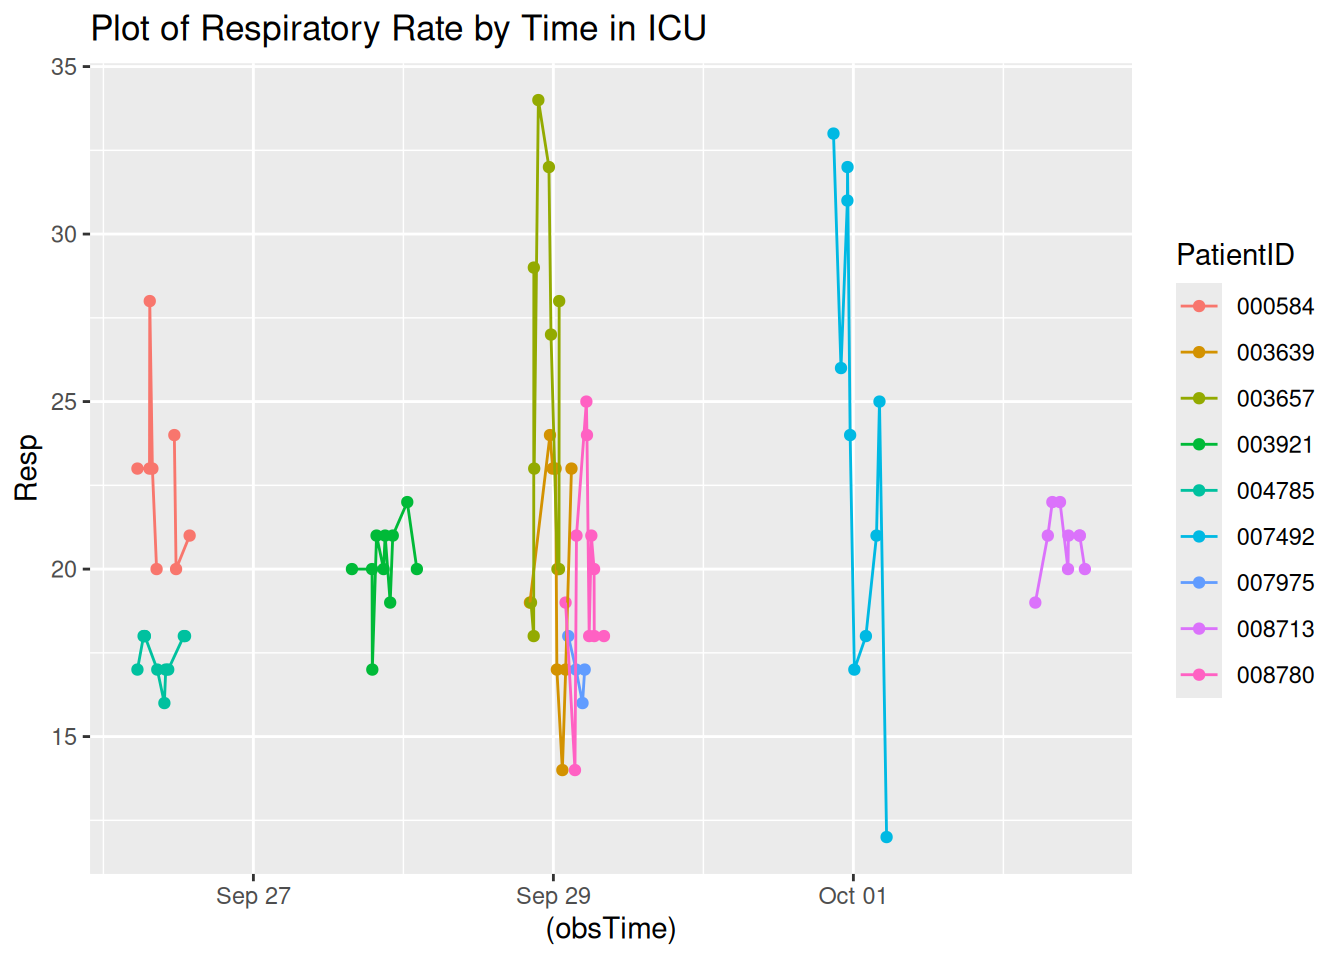 Plot of Respiratory Rate by Time in ICU
35
30
25
20
15
Resp
Sep 27
Sep 29
Oct 01
(obsTime)
PatientID
000584
003639
003657
003921
004785
007492
007975
008713
008780